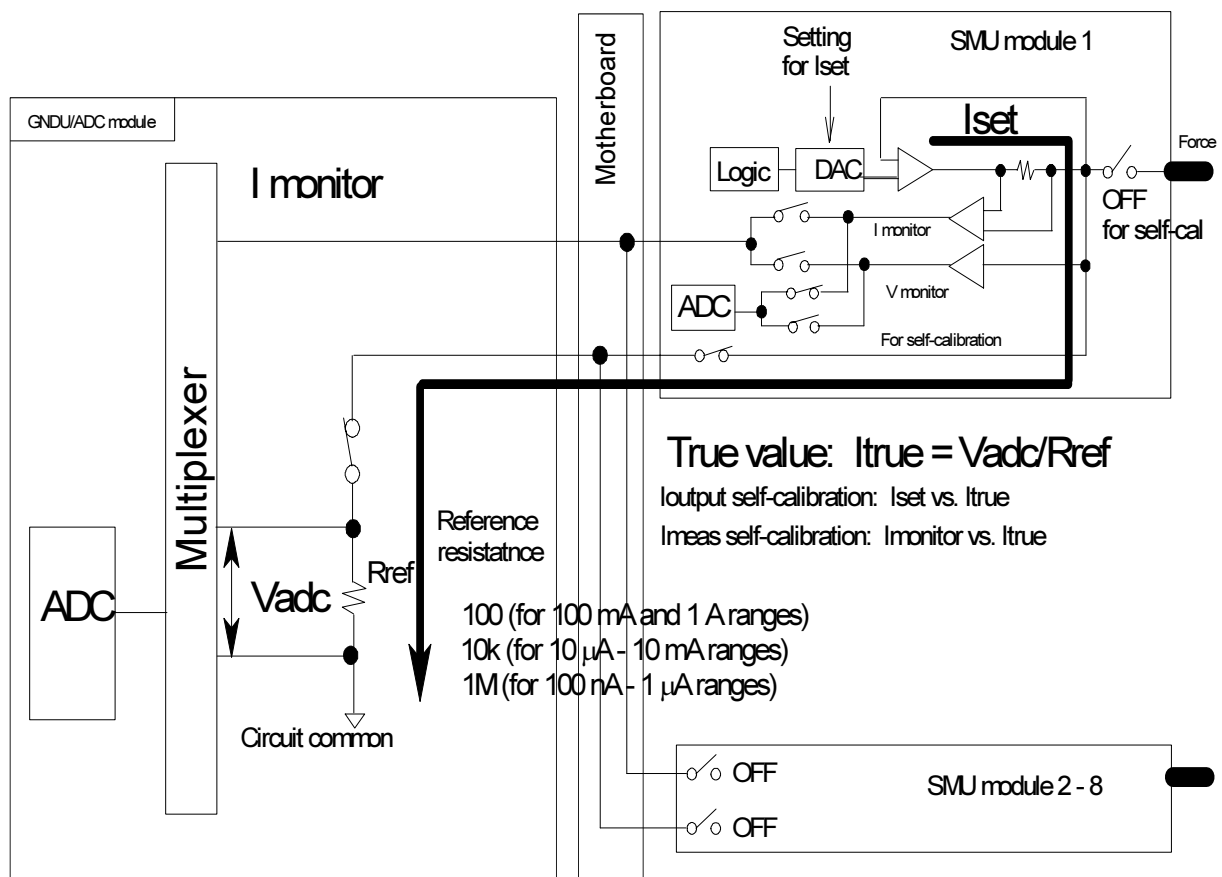 GNDU/ADC module
I monitor
Multiplexer
ADC
Vadc
Rref
Circuit common
Reference
resistatnce
100 (for 100 mA and 1 A ranges)
10k (for 10 μA - 10 mA ranges)
1M (for 100 nA - 1 μA ranges)
Motherboard
SMU module 1
Setting
for Iset
Iset
Logic
DAC
Force
OFF
for self-cal
I monitor
V monitor
ADC
For self-calibration
True value: Itrue = Vadc/Rref
Ioutput self-calibration: Iset vs. Itrue
Imeas self-calibration: Imonitor vs. Itrue
OFF
OFF
SMU module 2 - 8